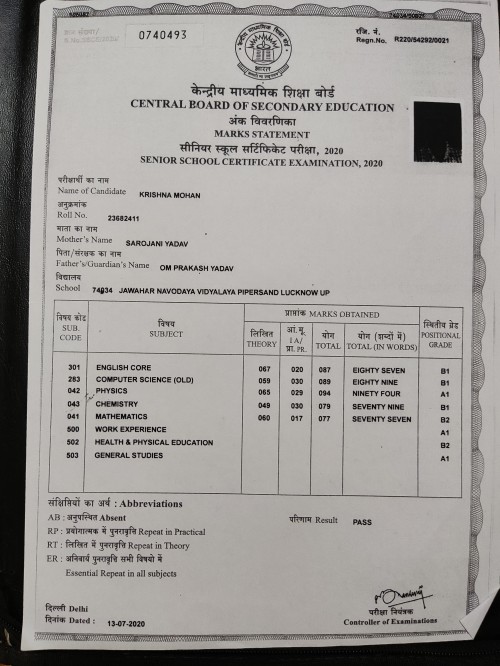 0740493
रजि. नं.
Regn.No. R220/54292/0021
भारत
केन्द्रीय माध्यमिक शिक्षा बोर्ड
CENTRAL BOARD OF SECONDARY EDUCATION
अंक विवरणिका
MARKS STATEMENT
सीनियर स्कूल सर्टिफिकेट परीक्षा, 2020
SENIOR SCHOOL CERTIFICATE EXAMINATION, 2020
परीक्षार्थी का नाम
Name of Candidate KRISHNA MOHAN
अनुक्रमांक
Roll No. 23682411
माता का नाम
Mother's Name SAROJANI YADAV
पिता/संरक्षक का नाम
Father's/Guardian's Name OM PRAKASH YADAV
विद्यालय
School 74034 JAWAHAR NAVODAYA VIDYALAYA PIPERSAND LUCKNOW UP
विषय कोड SUB. CODE
विषय SUBJECT
प्राप्तांक MARKS OBTAINED
लिखित THEORY
आं.मू. I A/ प्रा. PR.
योग TOTAL
योग (शब्दों में) TOTAL (IN WORDS)
स्थितीय ग्रेड POSITIONAL GRADE
301 ENGLISH CORE 067 020 087 EIGHTY SEVEN B1
283 COMPUTER SCIENCE (OLD) 059 030 089 EIGHTY NINE B1
042 PHYSICS 065 029 094 NINETY FOUR A1
043 CHEMISTRY 049 030 079 SEVENTY NINE B1
041 MATHEMATICS 060 017 077 SEVENTY SEVEN B2
500 WORK EXPERIENCE A1
502 HEALTH & PHYSICAL EDUCATION B2
503 GENERAL STUDIES A1
संक्षिप्तियों का अर्थ : Abbreviations
AB : अनुपस्थित Absent
परिणाम Result PASS
RP : प्रयोगात्मक में पुनरावृत्ति Repeat in Practical
RT : लिखित में पुनरावृत्ति Repeat in Theory
ER : अनिवार्य पुनरावृत्ति सभी विषयों में
Essential Repeat in all subjects
दिल्ली Delhi
दिनांक Dated : 13-07-2020
परीक्षा नियंत्रक
Controller of Examinations